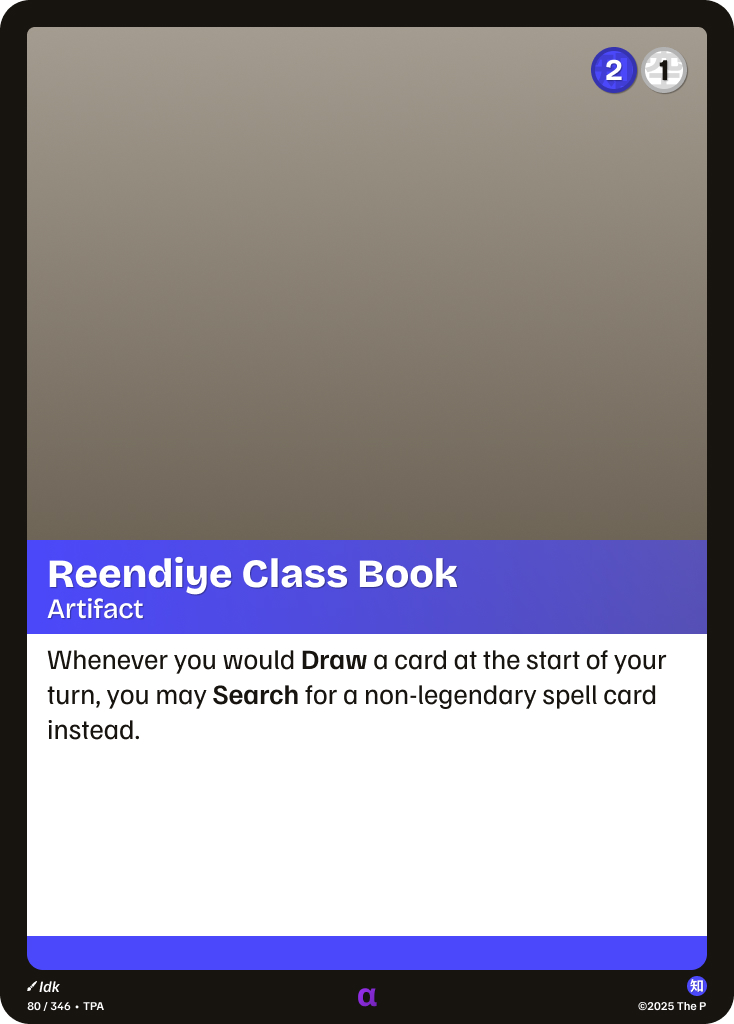 2 1
Reendiye Class Book
Artifact
Whenever you would Draw a card at the start of your
turn, you may Search for a non-legendary spell card
instead.
Idk
80 / 346 • TPA
α
知
©2025 The P